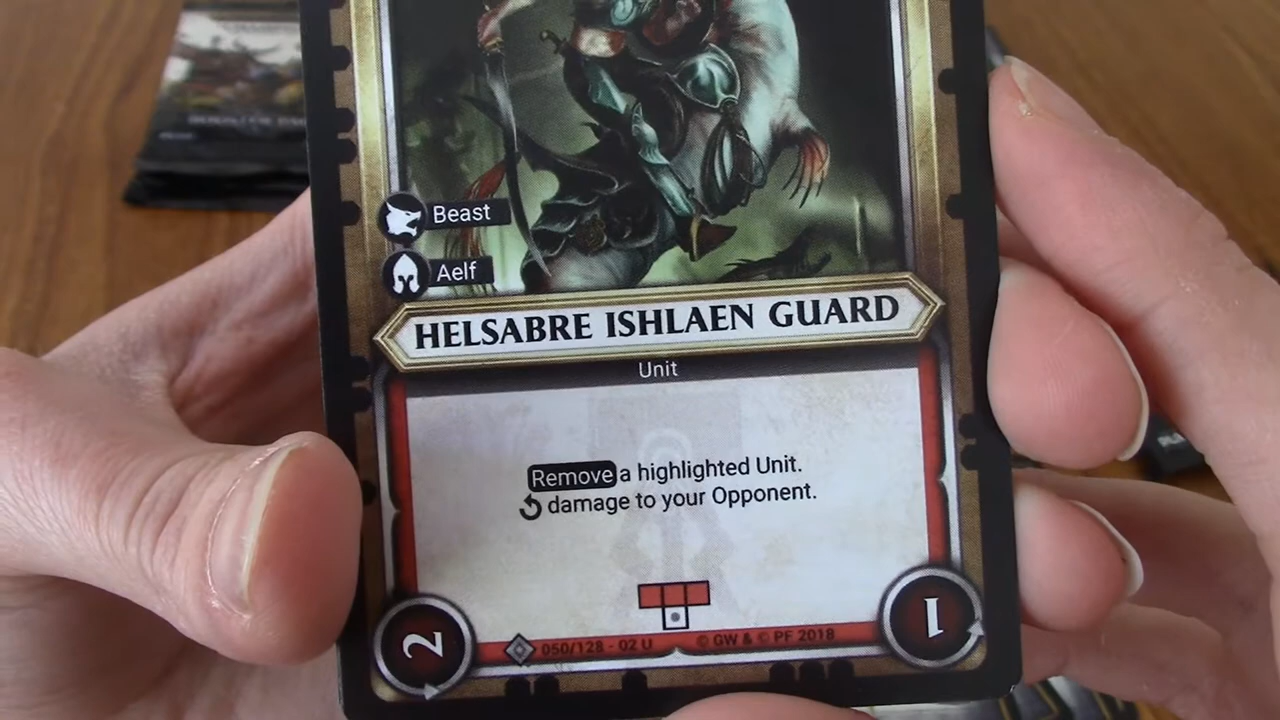 BOOSTER
Beast
Aelf
HELSABRE ISHLAEN GUARD
Unit
Remove a highlighted Unit.
damage to your Opponent.
2
1
050/128 - 02 U
© GW & © PF 2018